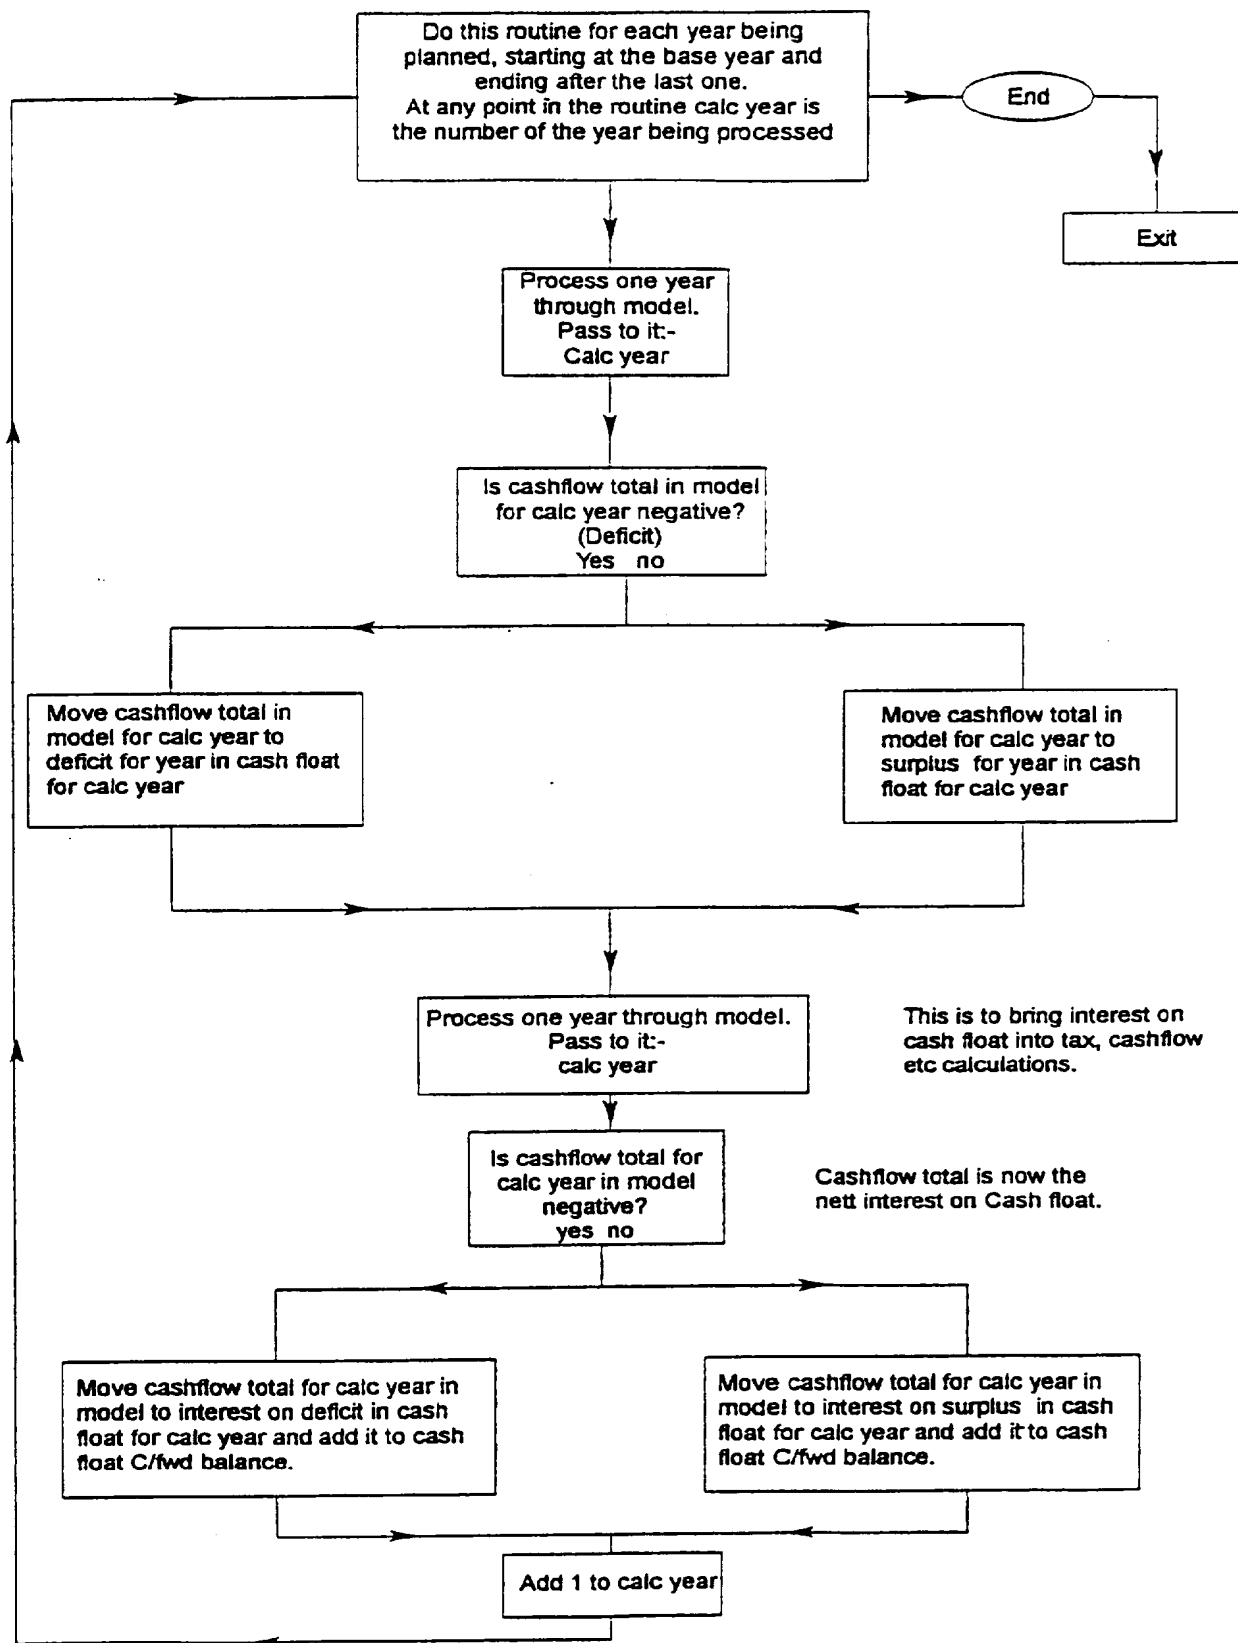 Do this routine for each year being
planned, starting at the base year and
ending after the last one.
At any point in the routine calc year is
the number of the year being processed
End
Exit
Process one year
through model.
Pass to it:-
Calc year
Is cashflow total in model
for calc year negative?
(Deficit)
Yes no
Move cashflow total in
model for calc year to
deficit for year in cash float
for calc year
Move cashflow total in
model for calc year to
surplus for year in cash
float for calc year
Process one year through model.
Pass to it:-
calc year
This is to bring interest on
cash float into tax, cashflow
etc calculations.
Is cashflow total for
calc year in model
negative?
yes no
Cashflow total is now the
nett interest on Cash float.
Move cashflow total for calc year in
model to interest on deficit in cash
float for calc year and add it to cash
float C/fwd balance.
Move cashflow total for calc year in
model to interest on surplus in cash
float for calc year and add it to cash
float C/fwd balance.
Add 1 to calc year